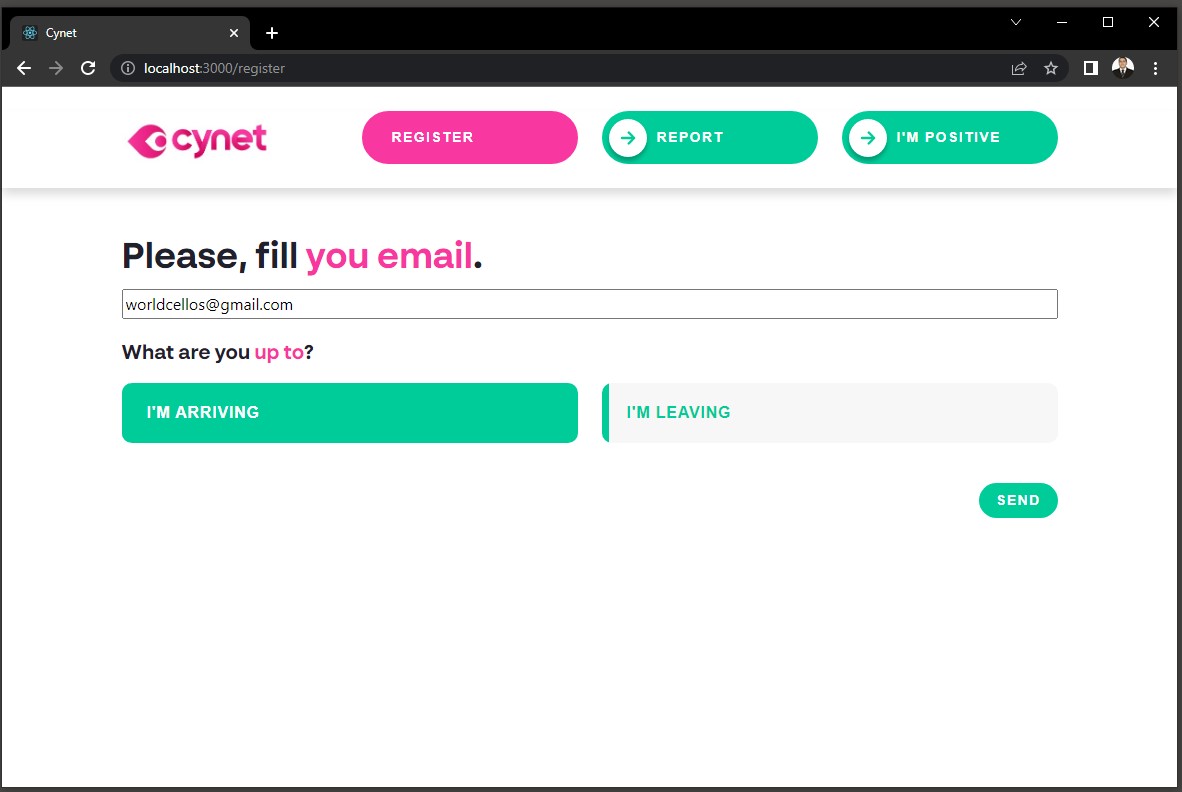 Cynet
localhost:3000/register
cynet
REGISTER
REPORT
I'M POSITIVE
Please, fill you email.
worldcellos@gmail.com
What are you up to?
I'M ARRIVING
I'M LEAVING
SEND